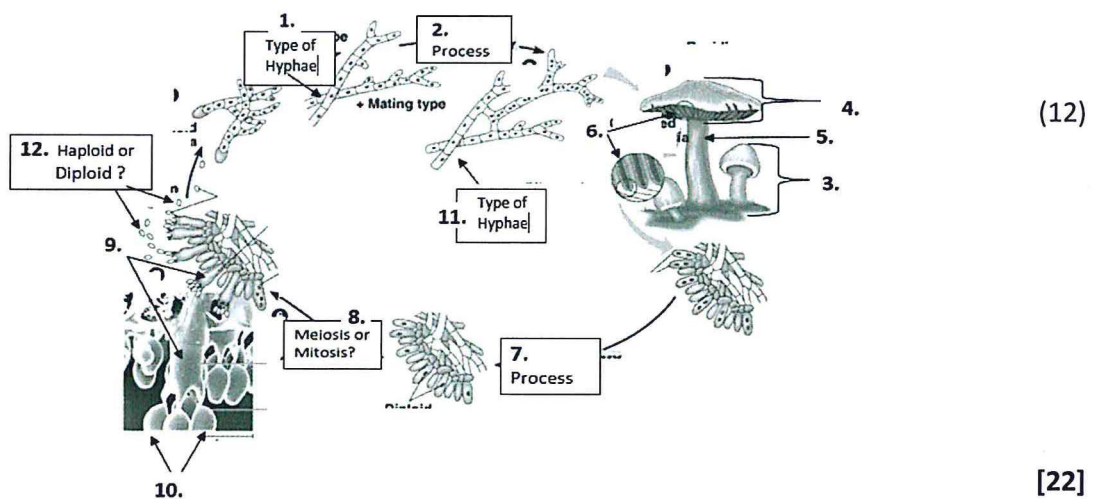 1.
Type of
Hyphae
2.
Process
+ Mating type
4.
(12)
6.
5.
12. Haploid or
Diploid ?
3.
11. Type of
Hyphae
9.
8.
Meiosis or
Mitosis?
7.
Process
10.
[22]